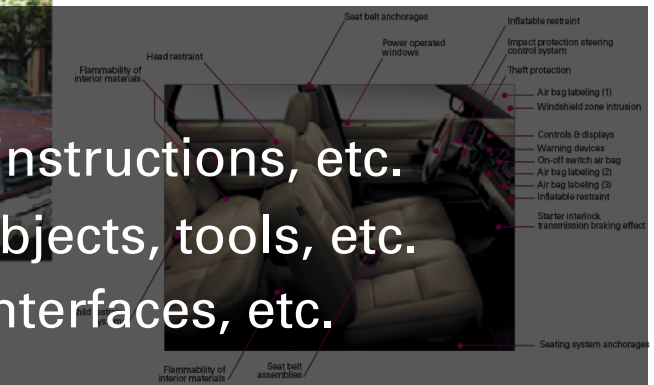 Seat belt anchorages
Inflatable restraint
Power operated
windows
Impact protection steering
control system
Head restraint
Theft protection
Flammability of
interior materials
Air bag labeling (1)
Windshield zone intrusion
Controls & displays
Warning devices
On-off switch air bag
Air bag labeling (2)
Air bag labeling (3)
Inflatable restraint
Starter interlock
transmission braking effect
nstructions, etc.
bjects, tools, etc.
nterfaces, etc.
Seating system anchorages
Flammability of
interior materials
Seat belt
assemblies